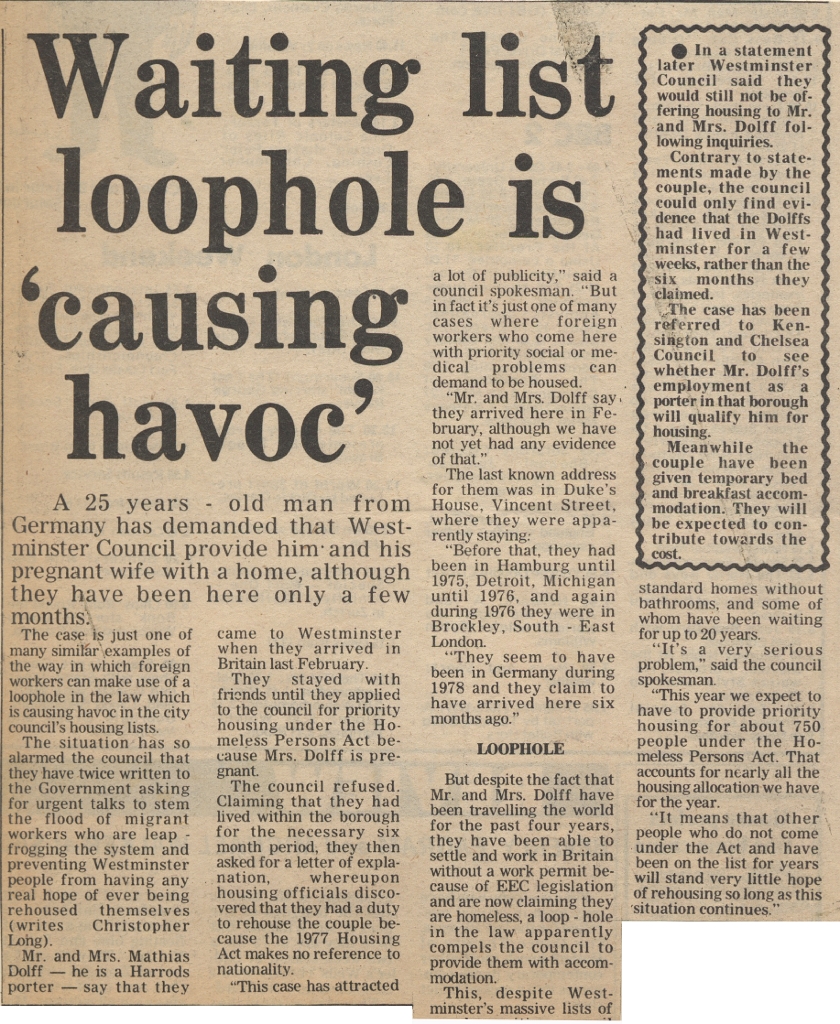 Waiting list
loophole is
‘causing
havoc’
A 25 years - old man from
Germany has demanded that West-
minster Council provide him and his
pregnant wife with a home, although
they have been here only a few
months.
The case is just one of
many similar examples of
the way in which foreign
workers can make use of a
loophole in the law which
is causing havoc in the city
council's housing lists.
The situation has so
alarmed the council that
they have twice written to
the Government asking
for urgent talks to stem
the flood of migrant
workers who are leap -
frogging the system and
preventing Westminster
people from having any
real hope of ever being
rehoused themselves
(writes Christopher
Long).
Mr. and Mrs. Mathias
Dolff — he is a Harrods
porter — say that they
came to Westminster
when they arrived in
Britain last February.
They stayed with
friends until they applied
to the council for priority
housing under the Ho-
meless Persons Act be-
cause Mrs. Dolff is pre-
gnant.
The council refused.
Claiming that they had
lived within the borough
for the necessary six
month period, they then
asked for a letter of expla-
nation, whereupon
housing officials disco-
vered that they had a duty
to rehouse the couple be-
cause the 1977 Housing
Act makes no reference to
nationality.
"This case has attracted
a lot of publicity," said a
council spokesman. "But
in fact it's just one of many
cases where foreign
workers who come here
with priority social or me-
dical problems can
demand to be housed.
"Mr. and Mrs. Dolff say
they arrived here in Fe-
bruary, although we have
not yet had any evidence
of that."
The last known address
for them was in Duke's
House, Vincent Street,
where they were appa-
rently staying:
"Before that, they had
been in Hamburg until
1975, Detroit, Michigan
until 1976, and again
during 1976 they were in
Brockley, South - East
London.
"They seem to have
been in Germany during
1978 and they claim to
have arrived here six
months ago."
LOOPHOLE
But despite the fact that
Mr. and Mrs. Dolff have
been travelling the world
for the past four years,
they have been able to
settle and work in Britain
without a work permit be-
cause of EEC legislation
and are now claiming they
are homeless, a loop - hole
in the law apparently
compels the council to
provide them with accom-
modation.
This, despite West-
minster's massive lists of
standard homes without
bathrooms, and some of
whom have been waiting
for up to 20 years.
"It's a very serious
problem," said the council
spokesman.
"This year we expect to
have to provide priority
housing for about 750
people under the Ho-
meless Persons Act. That
accounts for nearly all the
housing allocation we have
for the year.
"It means that other
people who do not come
under the Act and have
been on the list for years
will stand very little hope
of rehousing so long as this
situation continues."
● In a statement
later Westminster
Council said they
would still not be of-
fering housing to Mr.
and Mrs. Dolff fol-
lowing inquiries.
Contrary to state-
ments made by the
couple, the council
could only find evi-
dence that the Dolffs
had lived in West-
minster for a few
weeks, rather than the
six months they
claimed.
The case has been
referred to Ken-
sington and Chelsea
Council to see
whether Mr. Dolff's
employment as a
porter in that borough
will qualify him for
housing.
Meanwhile the
couple have been
given temporary bed
and breakfast accom-
modation. They will
be expected to con-
tribute towards the
cost.